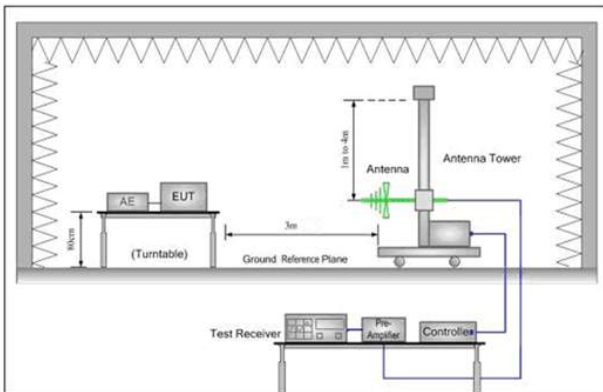 1m to 4m
Antenna
Antenna Tower
AE
EUT
80cm
(Turntable)
3m
Ground Reference Plane
Test Receiver
Pre-
Amplifier
Controller